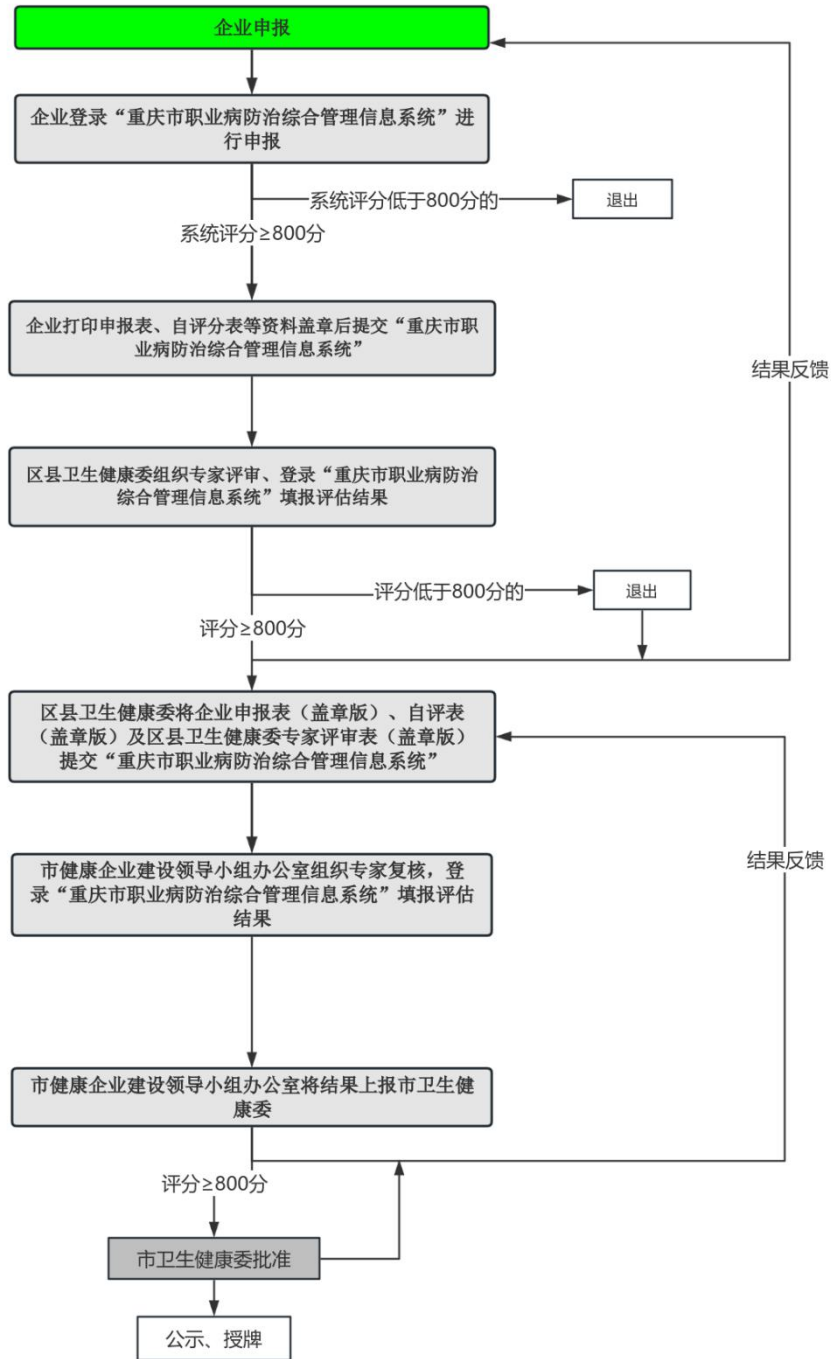 企业申报
企业登录“重庆市职业病防治综合管理信息系统”进
行申报
系统评分低于800分的
退出
系统评分≥800分
企业打印申报表、自评分表等资料盖章后提交“重庆市职
业病防治综合管理信息系统”
结果反馈
区县卫生健康委组织专家评审、登录“重庆市职业病防治
综合管理信息系统”填报评估结果
评分低于800分的
退出
评分≥800分
区县卫生健康委将企业申报表（盖章版）、自评表
（盖章版）及区县卫生健康委专家评审表（盖章版）
提交“重庆市职业病防治综合管理信息系统”
市健康企业建设领导小组办公室组织专家复核，登
录“重庆市职业病防治综合管理信息系统”填报评估
结果
结果反馈
市健康企业建设领导小组办公室将结果上报市卫生健
康委
评分≥800分
市卫生健康委批准
公示、授牌